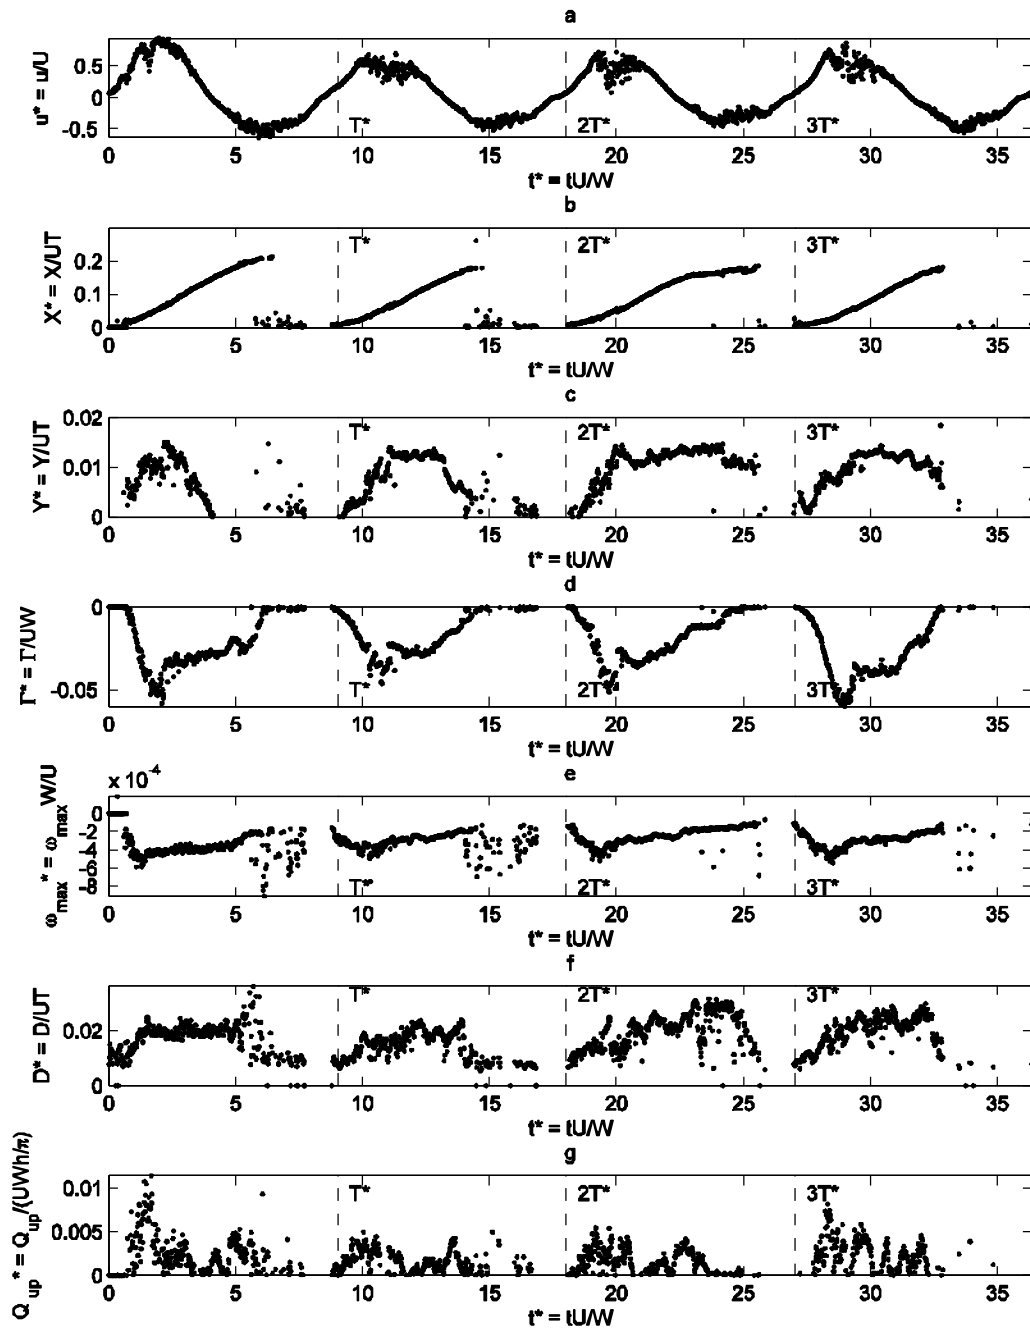 a
u* = u/U
0.5
0
-0.5
T*
2T*
3T*
0 5 10 15 20 25 30 35
t* = tU/W
b
X* = X/UT
0.2
0.1
0
T*
2T*
3T*
0 5 10 15 20 25 30 35
t* = tU/W
c
Y* = Y/UT
0.02
0.01
0
T*
2T*
3T*
0 5 10 15 20 25 30 35
t* = tU/W
d
Γ* = Γ/UW
0
-0.05
T*
2T*
3T*
0 5 10 15 20 25 30 35
t* = tU/W
e
x 10⁻⁴
ω_max* = ω_max W/U
0
-2
-4
-6
-8
T*
2T*
3T*
0 5 10 15 20 25 30 35
t* = tU/W
f
D* = D/UT
0.02
0
T*
2T*
3T*
0 5 10 15 20 25 30 35
t* = tU/W
g
Q_up* = Q_up/(UWh/π)
0.01
0.005
0
T*
2T*
3T*
0 5 10 15 20 25 30 35
t* = tU/W